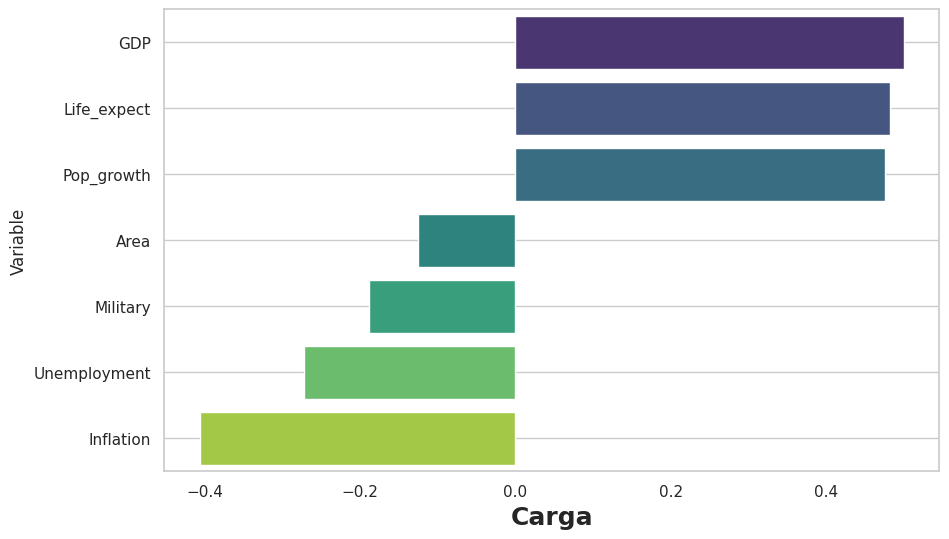 GDP
Life_expect
Pop_growth
Area
Military
Unemployment
Inflation
Variable
−0.4
−0.2
0.0
0.2
0.4
Carga